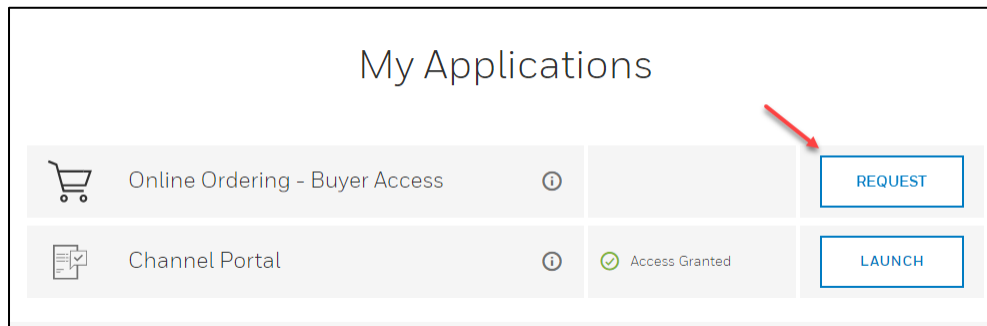 My Applications
Online Ordering - Buyer Access
REQUEST
Channel Portal
Access Granted
LAUNCH